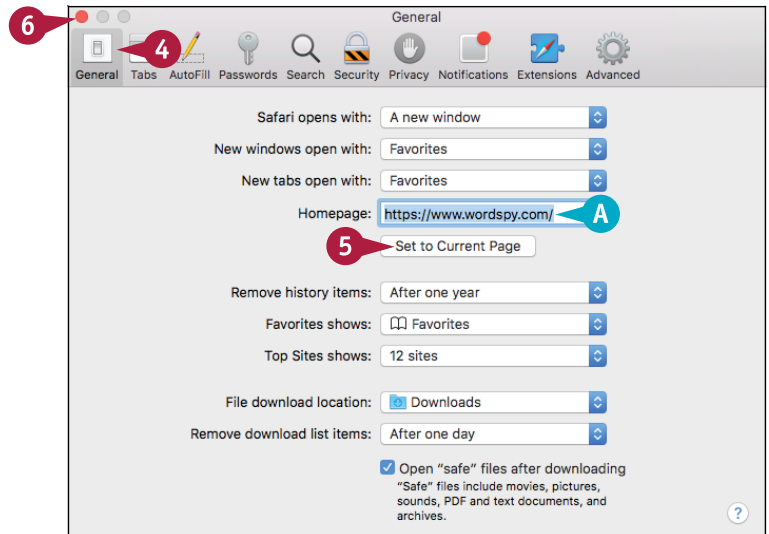 6
General
4
General Tabs AutoFill Passwords Search Security Privacy Notifications Extensions Advanced
Safari opens with: A new window
New windows open with: Favorites
New tabs open with: Favorites
Homepage: https://www.wordspy.com/ A
5 Set to Current Page
Remove history items: After one year
Favorites shows: Favorites
Top Sites shows: 12 sites
File download location: Downloads
Remove download list items: After one day
Open “safe” files after downloading
“Safe” files include movies, pictures,
sounds, PDF and text documents, and
archives.
?